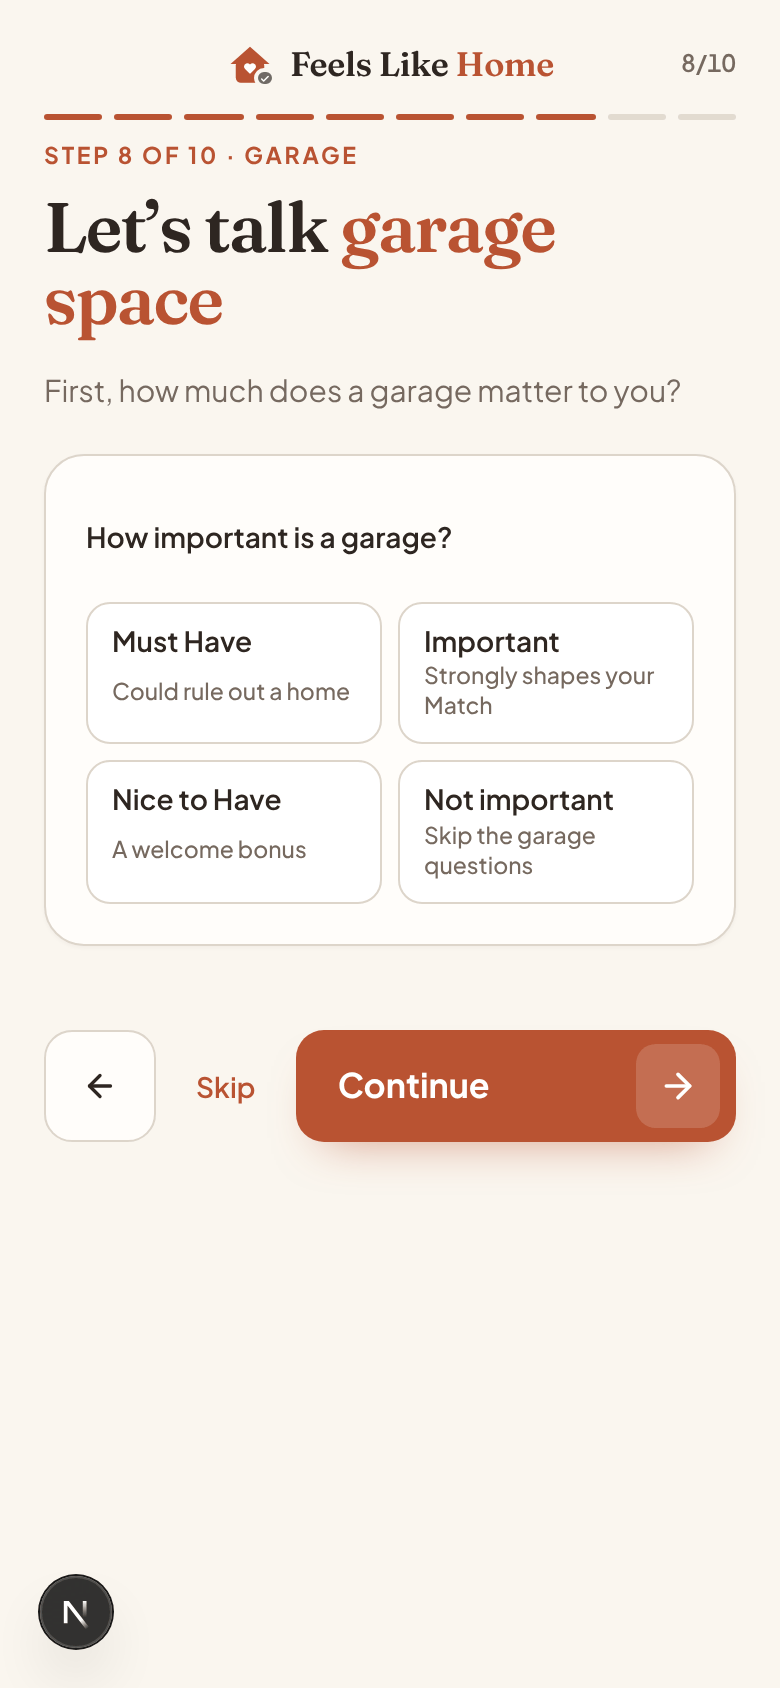 Feels Like Home
8/10
STEP 8 OF 10 · GARAGE
Let’s talk garage
space
First, how much does a garage matter to you?
How important is a garage?
Must Have
Could rule out a home
Important
Strongly shapes your
Match
Nice to Have
A welcome bonus
Not important
Skip the garage
questions
Skip
Continue
N